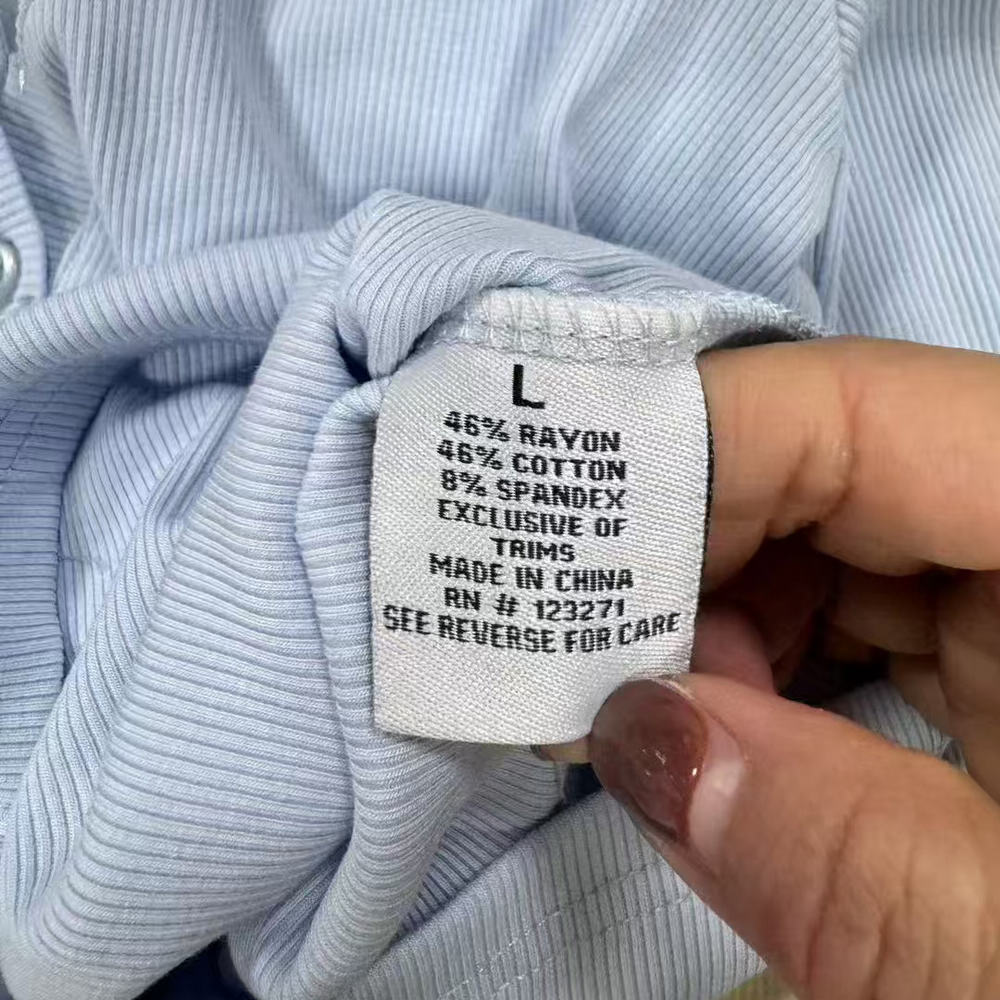 L
46% RAYON
46% COTTON
8% SPANDEX
EXCLUSIVE OF
TRIMS
MADE IN CHINA
RN # 123271
SEE REVERSE FOR CARE